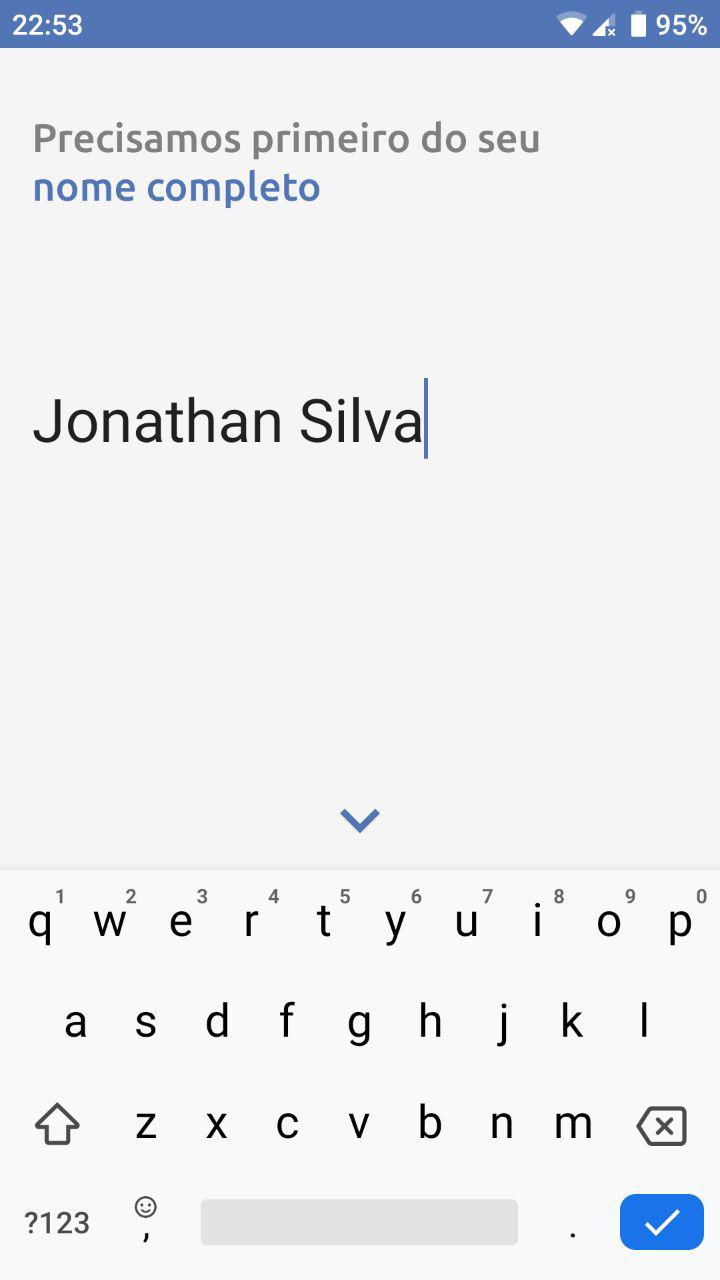 22:53
95%
Precisamos primeiro do seu
nome completo
Jonathan Silva
q1 w2 e3 r4 t5 y6 u7 i8 o9 p0
a s d f g h j k l
z x c v b n m
?123 , .